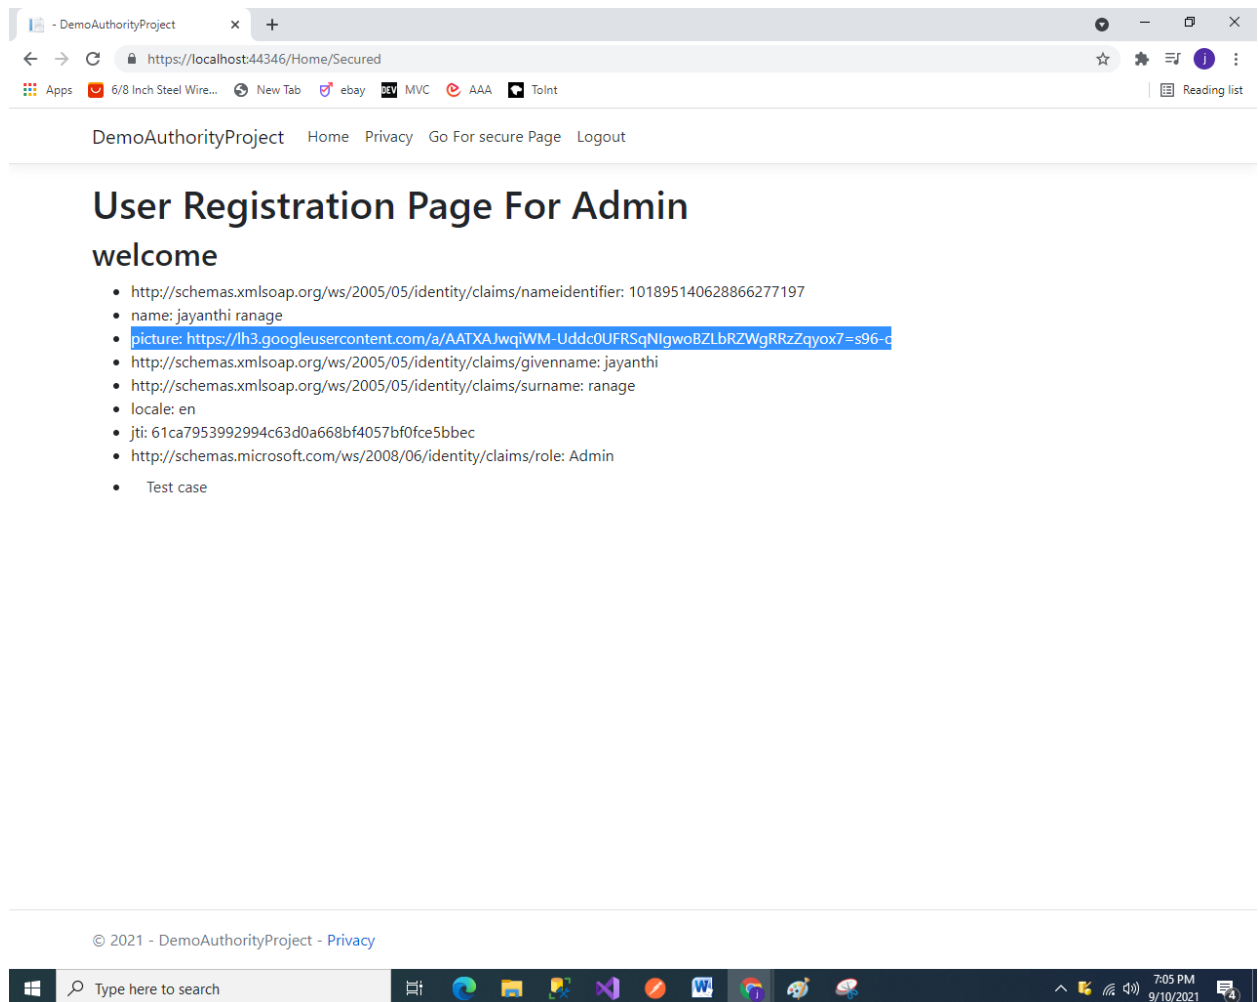 - DemoAuthorityProject
https://localhost:44346/Home/Secured
j
Apps 6/8 Inch Steel Wire... New Tab ebay DEV MVC AAA ToInt Reading list
DemoAuthorityProject Home Privacy Go For secure Page Logout
User Registration Page For Admin
welcome
http://schemas.xmlsoap.org/ws/2005/05/identity/claims/nameidentifier: 101895140628866277197
name: jayanthi ranage
picture: https://lh3.googleusercontent.com/a/AATXAJwqiWM-Uddc0UFRSqNIgwoBZLbRZWgRRzZqyox7=s96-c
http://schemas.xmlsoap.org/ws/2005/05/identity/claims/givenname: jayanthi
http://schemas.xmlsoap.org/ws/2005/05/identity/claims/surname: ranage
locale: en
jti: 61ca7953992994c63d0a668bf4057bf0fce5bbec
http://schemas.microsoft.com/ws/2008/06/identity/claims/role: Admin
Test case
© 2021 - DemoAuthorityProject - Privacy
Type here to search
7:05 PM
9/10/2021
4